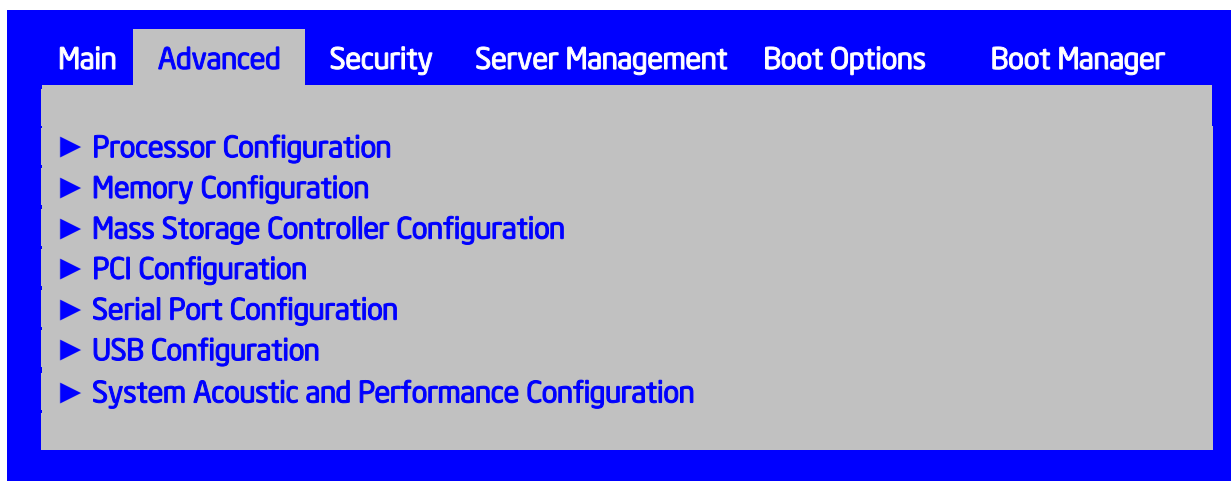 Main Advanced Security Server Management Boot Options Boot Manager
► Processor Configuration
► Memory Configuration
► Mass Storage Controller Configuration
► PCI Configuration
► Serial Port Configuration
► USB Configuration
► System Acoustic and Performance Configuration